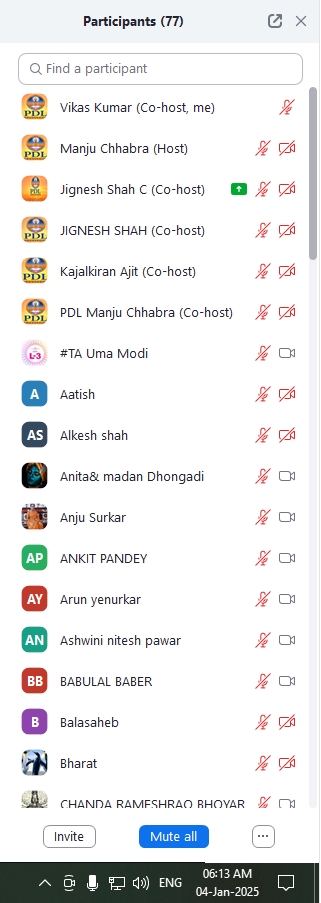 Participants (77)
Find a participant
PDL
Vikas Kumar (Co-host, me)
PDL
Manju Chhabra (Host)
PDL
Jignesh Shah C (Co-host)
PDL
JIGNESH SHAH (Co-host)
PDL
Kajalkiran Ajit (Co-host)
PDL
PDL Manju Chhabra (Co-host)
L-3
#TA Uma Modi
A
Aatish
AS
Alkesh shah
Anita& madan Dhongadi
Anju Surkar
AP
ANKIT PANDEY
AY
Arun yenurkar
AN
Ashwini nitesh pawar
BB
BABULAL BABER
B
Balasaheb
Bharat
CHANDA RAMESHRAO BHOYAR
Invite
Mute all
...
ENG
06:13 AM
04-Jan-2025